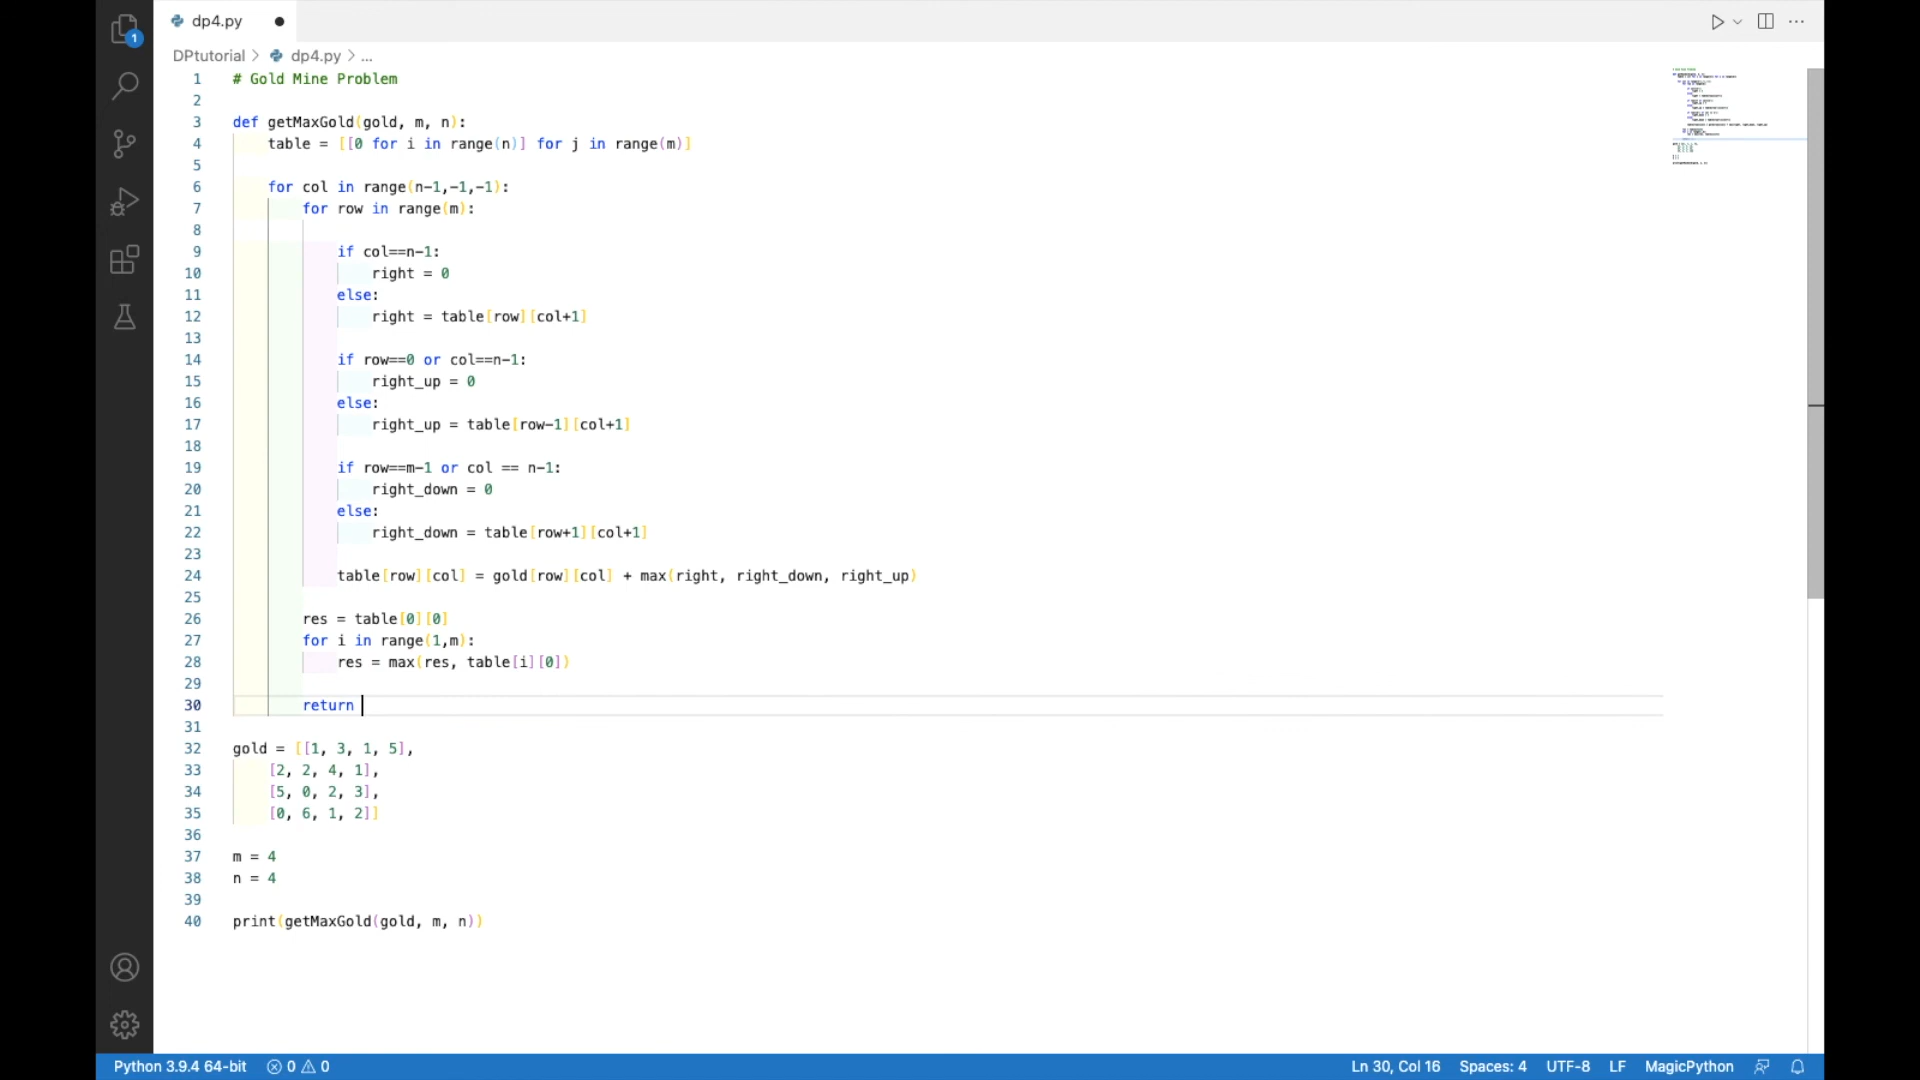 dp4.py
1
DPtutorial > dp4.py > ...
1 # Gold Mine Problem
2
3 def getMaxGold(gold, m, n):
4     table = [[0 for i in range(n)] for j in range(m)]
5
6     for col in range(n-1,-1,-1):
7         for row in range(m):
8
9             if col==n-1:
10                 right = 0
11             else:
12                 right = table[row][col+1]
13
14             if row==0 or col==n-1:
15                 right_up = 0
16             else:
17                 right_up = table[row-1][col+1]
18
19             if row==m-1 or col == n-1:
20                 right_down = 0
21             else:
22                 right_down = table[row+1][col+1]
23
24             table[row][col] = gold[row][col] + max(right, right_down, right_up)
25
26         res = table[0][0]
27         for i in range(1,m):
28             res = max(res, table[i][0])
29
30         return
31
32 gold = [[1, 3, 1, 5],
33     [2, 2, 4, 1],
34     [5, 0, 2, 3],
35     [0, 6, 1, 2]]
36
37 m = 4
38 n = 4
39
40 print(getMaxGold(gold, m, n))
Python 3.9.4 64-bit 0 0 Ln 30, Col 16 Spaces: 4 UTF-8 LF MagicPython